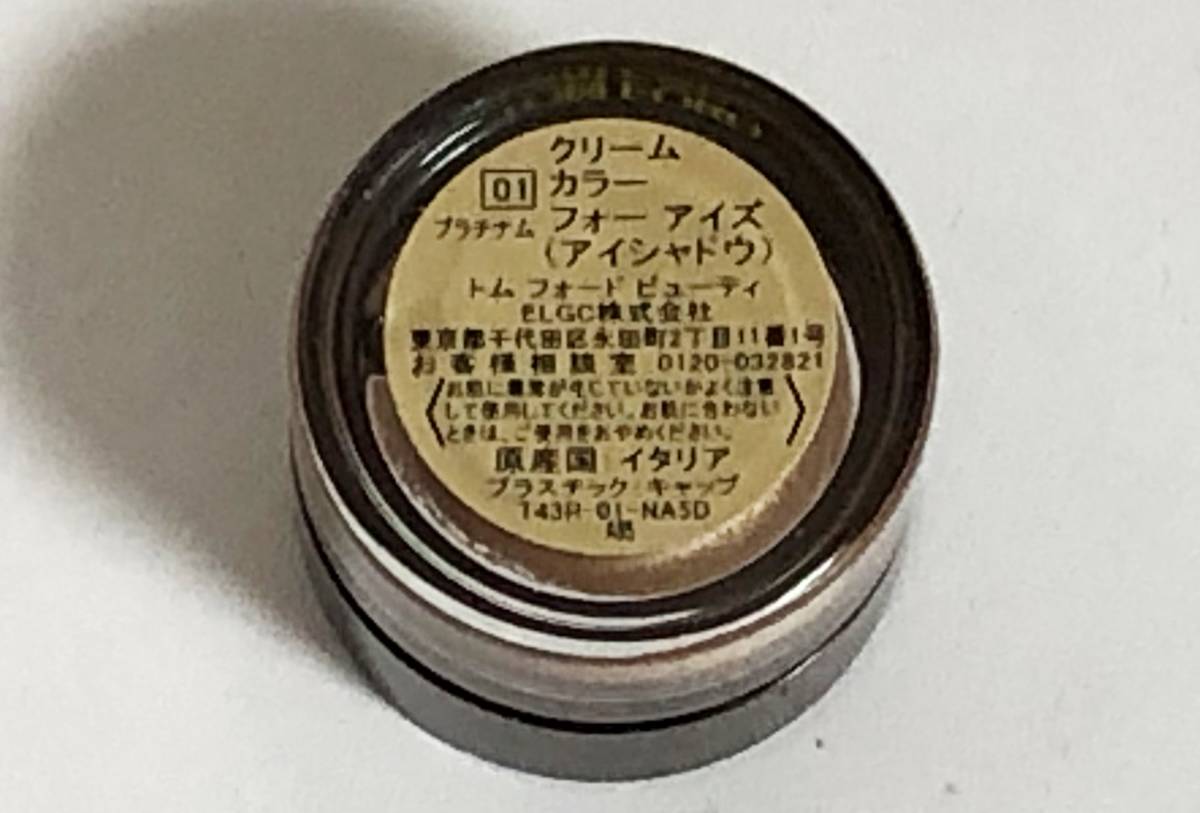 クリーム
01 カラー
プラチナム フォー アイズ
(アイシャドウ)
トム フォード ビューティ
ELGC株式会社
東京都千代田区永田町2丁目11番1号
お客様相談室 0120-032821
お肌に異常が生じていないかよく注意
して使用してください。お肌に合わない
ときは、ご使用をおやめください。
原産国 イタリア
プラスチック:キャップ
T43R-01-NA5D